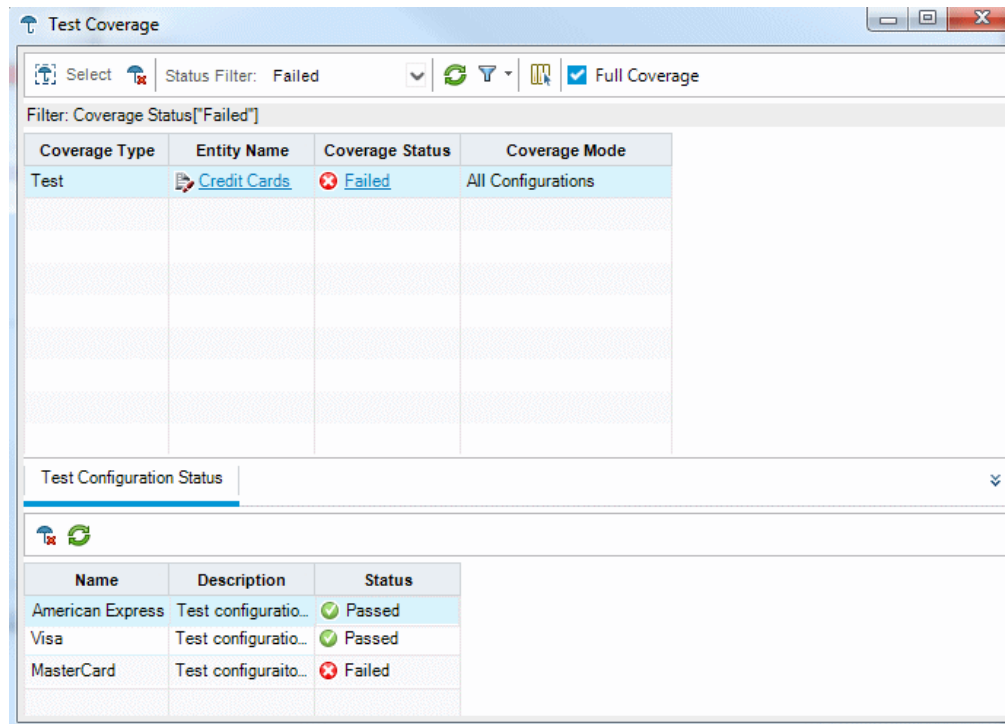 Test Coverage
Select Status Filter: Failed Full Coverage
Filter: Coverage Status["Failed"]
Coverage Type Entity Name Coverage Status Coverage Mode
Test Credit Cards Failed All Configurations
Test Configuration Status
Name Description Status
American Express Test configuratio... Passed
Visa Test configuratio... Passed
MasterCard Test configuraito... Failed